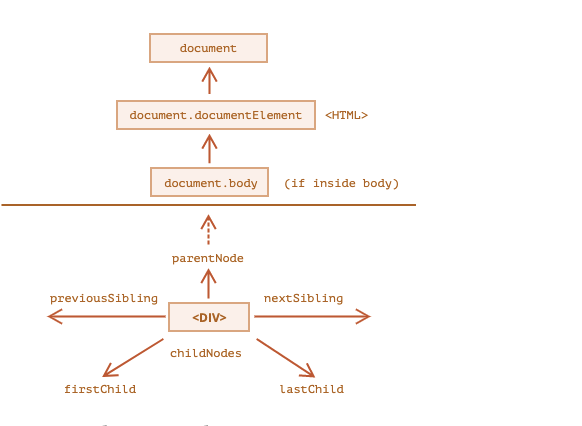 document
document.documentElement <HTML>
document.body (if inside body)
parentNode
previousSibling nextSibling
<DIV>
childNodes
firstChild lastChild